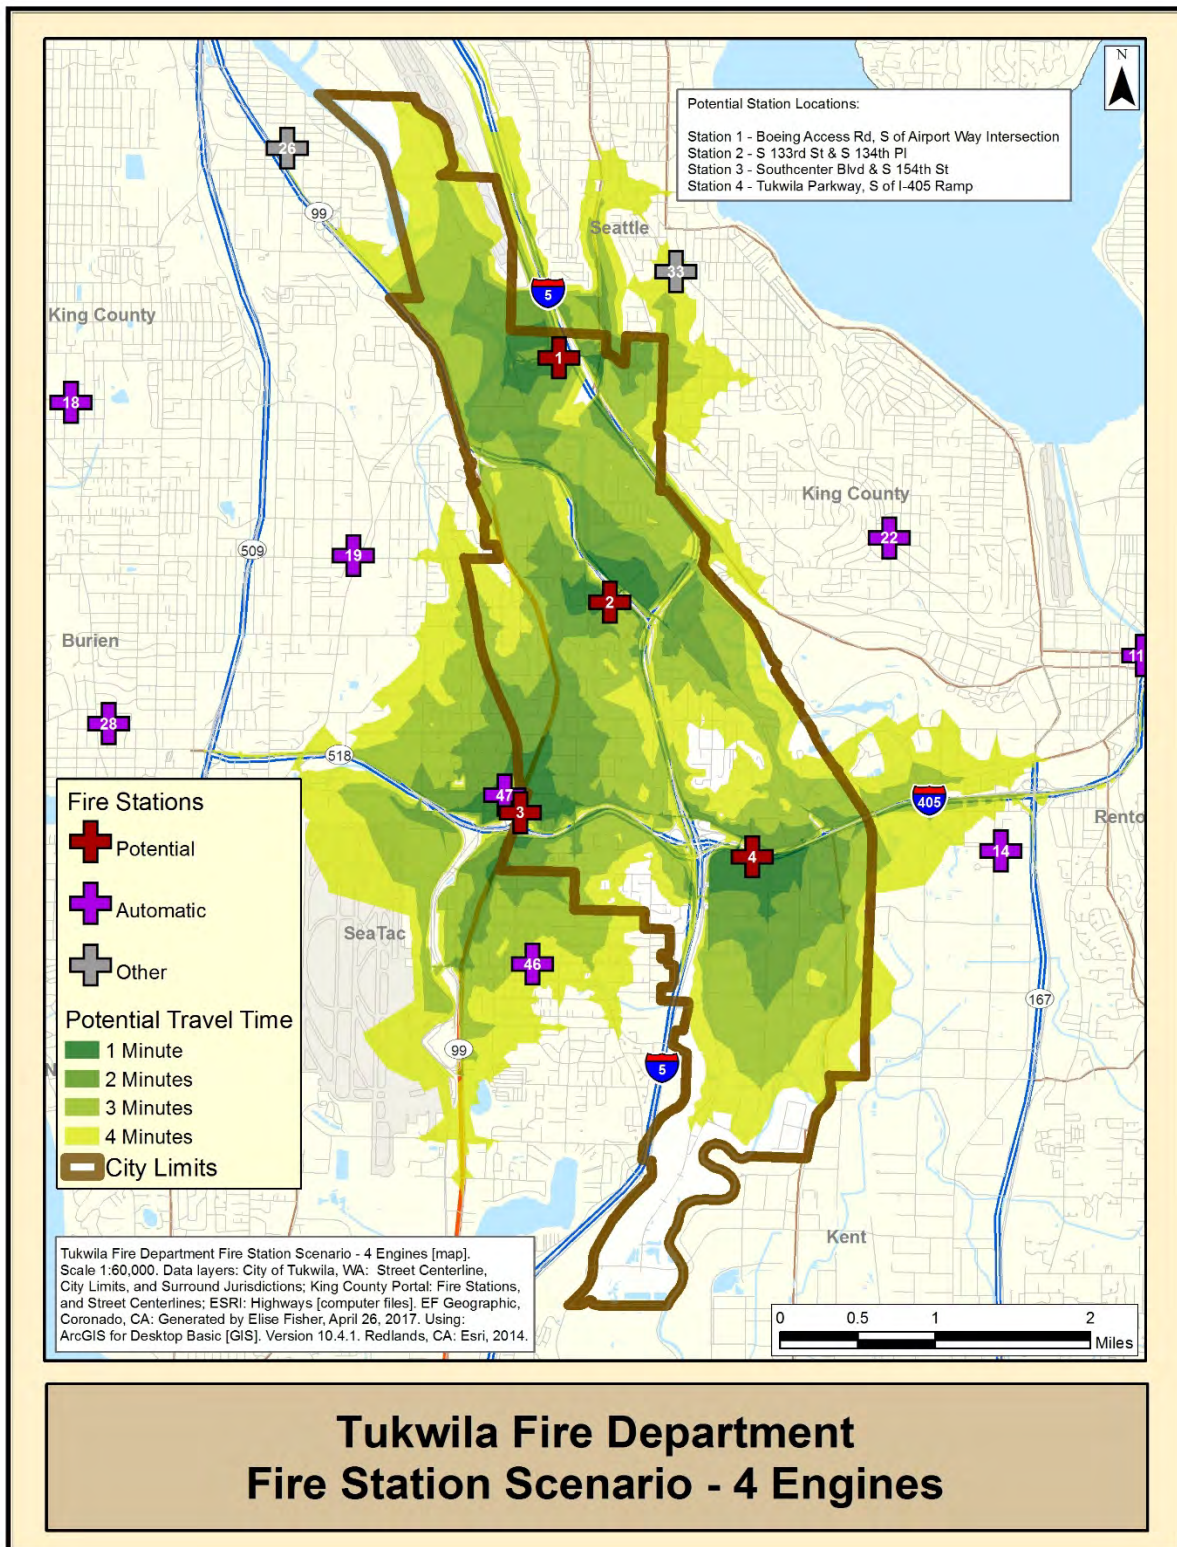 N
Potential Station Locations:
Station 1 - Boeing Access Rd, S of Airport Way Intersection
Station 2 - S 133rd St & S 134th Pl
Station 3 - Southcenter Blvd & S 154th St
Station 4 - Tukwila Parkway, S of I-405 Ramp
26
99
Seattle
33
5
King County
1
18
King County
22
509
19
2
Burien
11
28
518
47
3
405
Rento
4
14
SeaTac
46
167
99
5
Kent
Fire Stations
Potential
Automatic
Other
Potential Travel Time
1 Minute
2 Minutes
3 Minutes
4 Minutes
City Limits
N
Tukwila Fire Department Fire Station Scenario - 4 Engines [map].
Scale 1:60,000. Data layers: City of Tukwila, WA: Street Centerline,
City Limits, and Surround Jurisdictions; King County Portal: Fire Stations,
and Street Centerlines; ESRI: Highways [computer files]. EF Geographic,
Coronado, CA: Generated by Elise Fisher, April 26, 2017. Using:
ArcGIS for Desktop Basic [GIS]. Version 10.4.1. Redlands, CA: Esri, 2014.
0 0.5 1 2
Miles
Tukwila Fire Department
Fire Station Scenario - 4 Engines